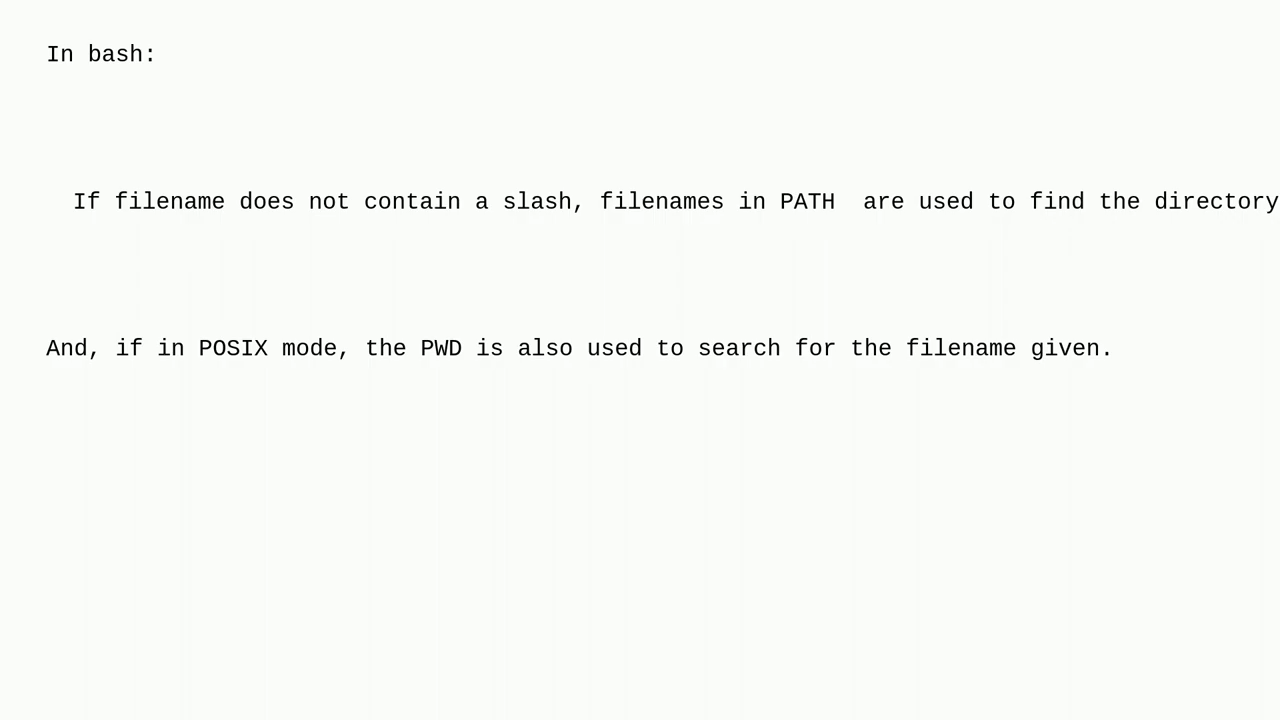 In bash:
If filename does not contain a slash, filenames in PATH  are used to find the directory
And, if in POSIX mode, the PWD is also used to search for the filename given.